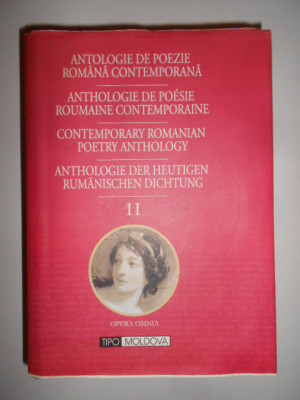 ANTOLOGIE DE POEZIE
ROMÂNĂ CONTEMPORANĂ
ANTHOLOGIE DE POÉSIE
ROUMAINE CONTEMPORAINE
CONTEMPORARY ROMANIAN
POETRY ANTHOLOGY
ANTHOLOGIE DER HEUTIGEN
RUMÄNISCHEN DICHTUNG
II
OPERA OMNIA
TIPO MOLDOVA